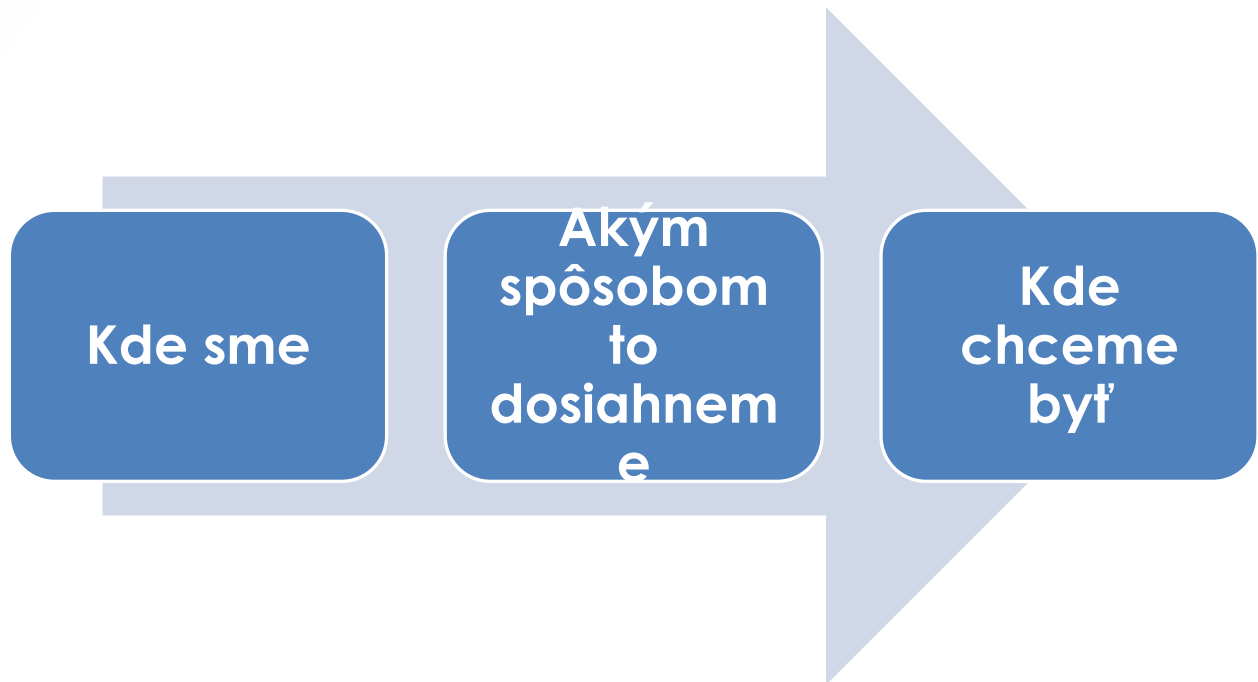 Kde sme
Akým
spôsobom
to
dosiahnem
e
Kde
chceme
byť